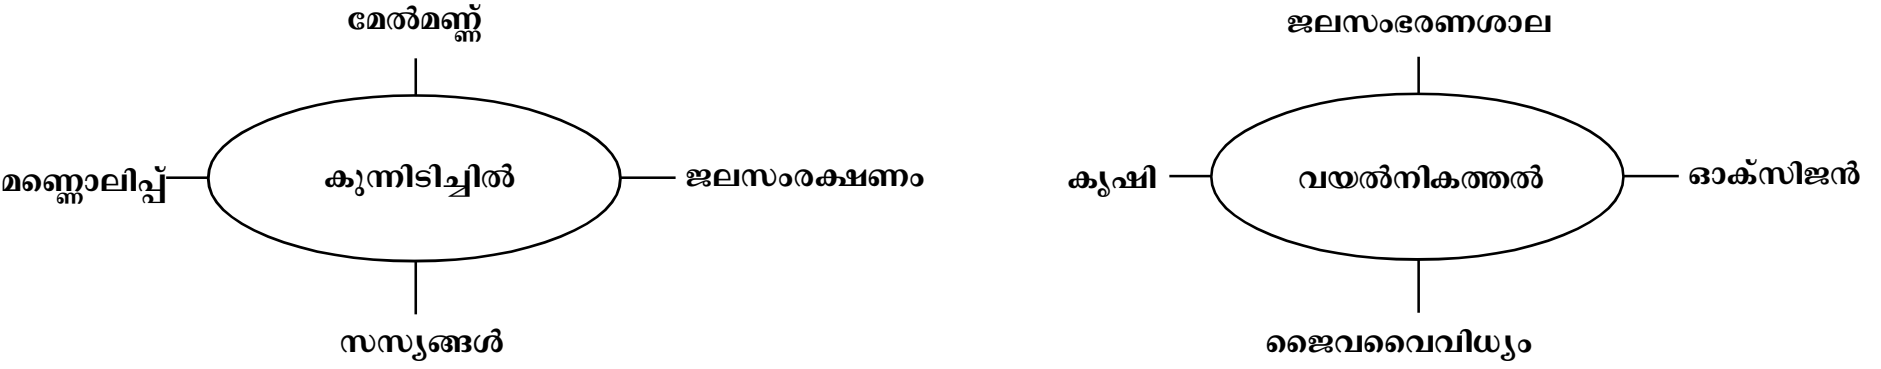 മേൽമണ്ണ്
മണ്ണൊലിപ്പ്
കുന്നിടിച്ചിൽ
ജലസംരക്ഷണം
സസ്യങ്ങൾ
ജലസംഭരണശാല
കൃഷി
വയൽനികത്തൽ
ഓക്സിജൻ
ജൈവവൈവിധ്യം